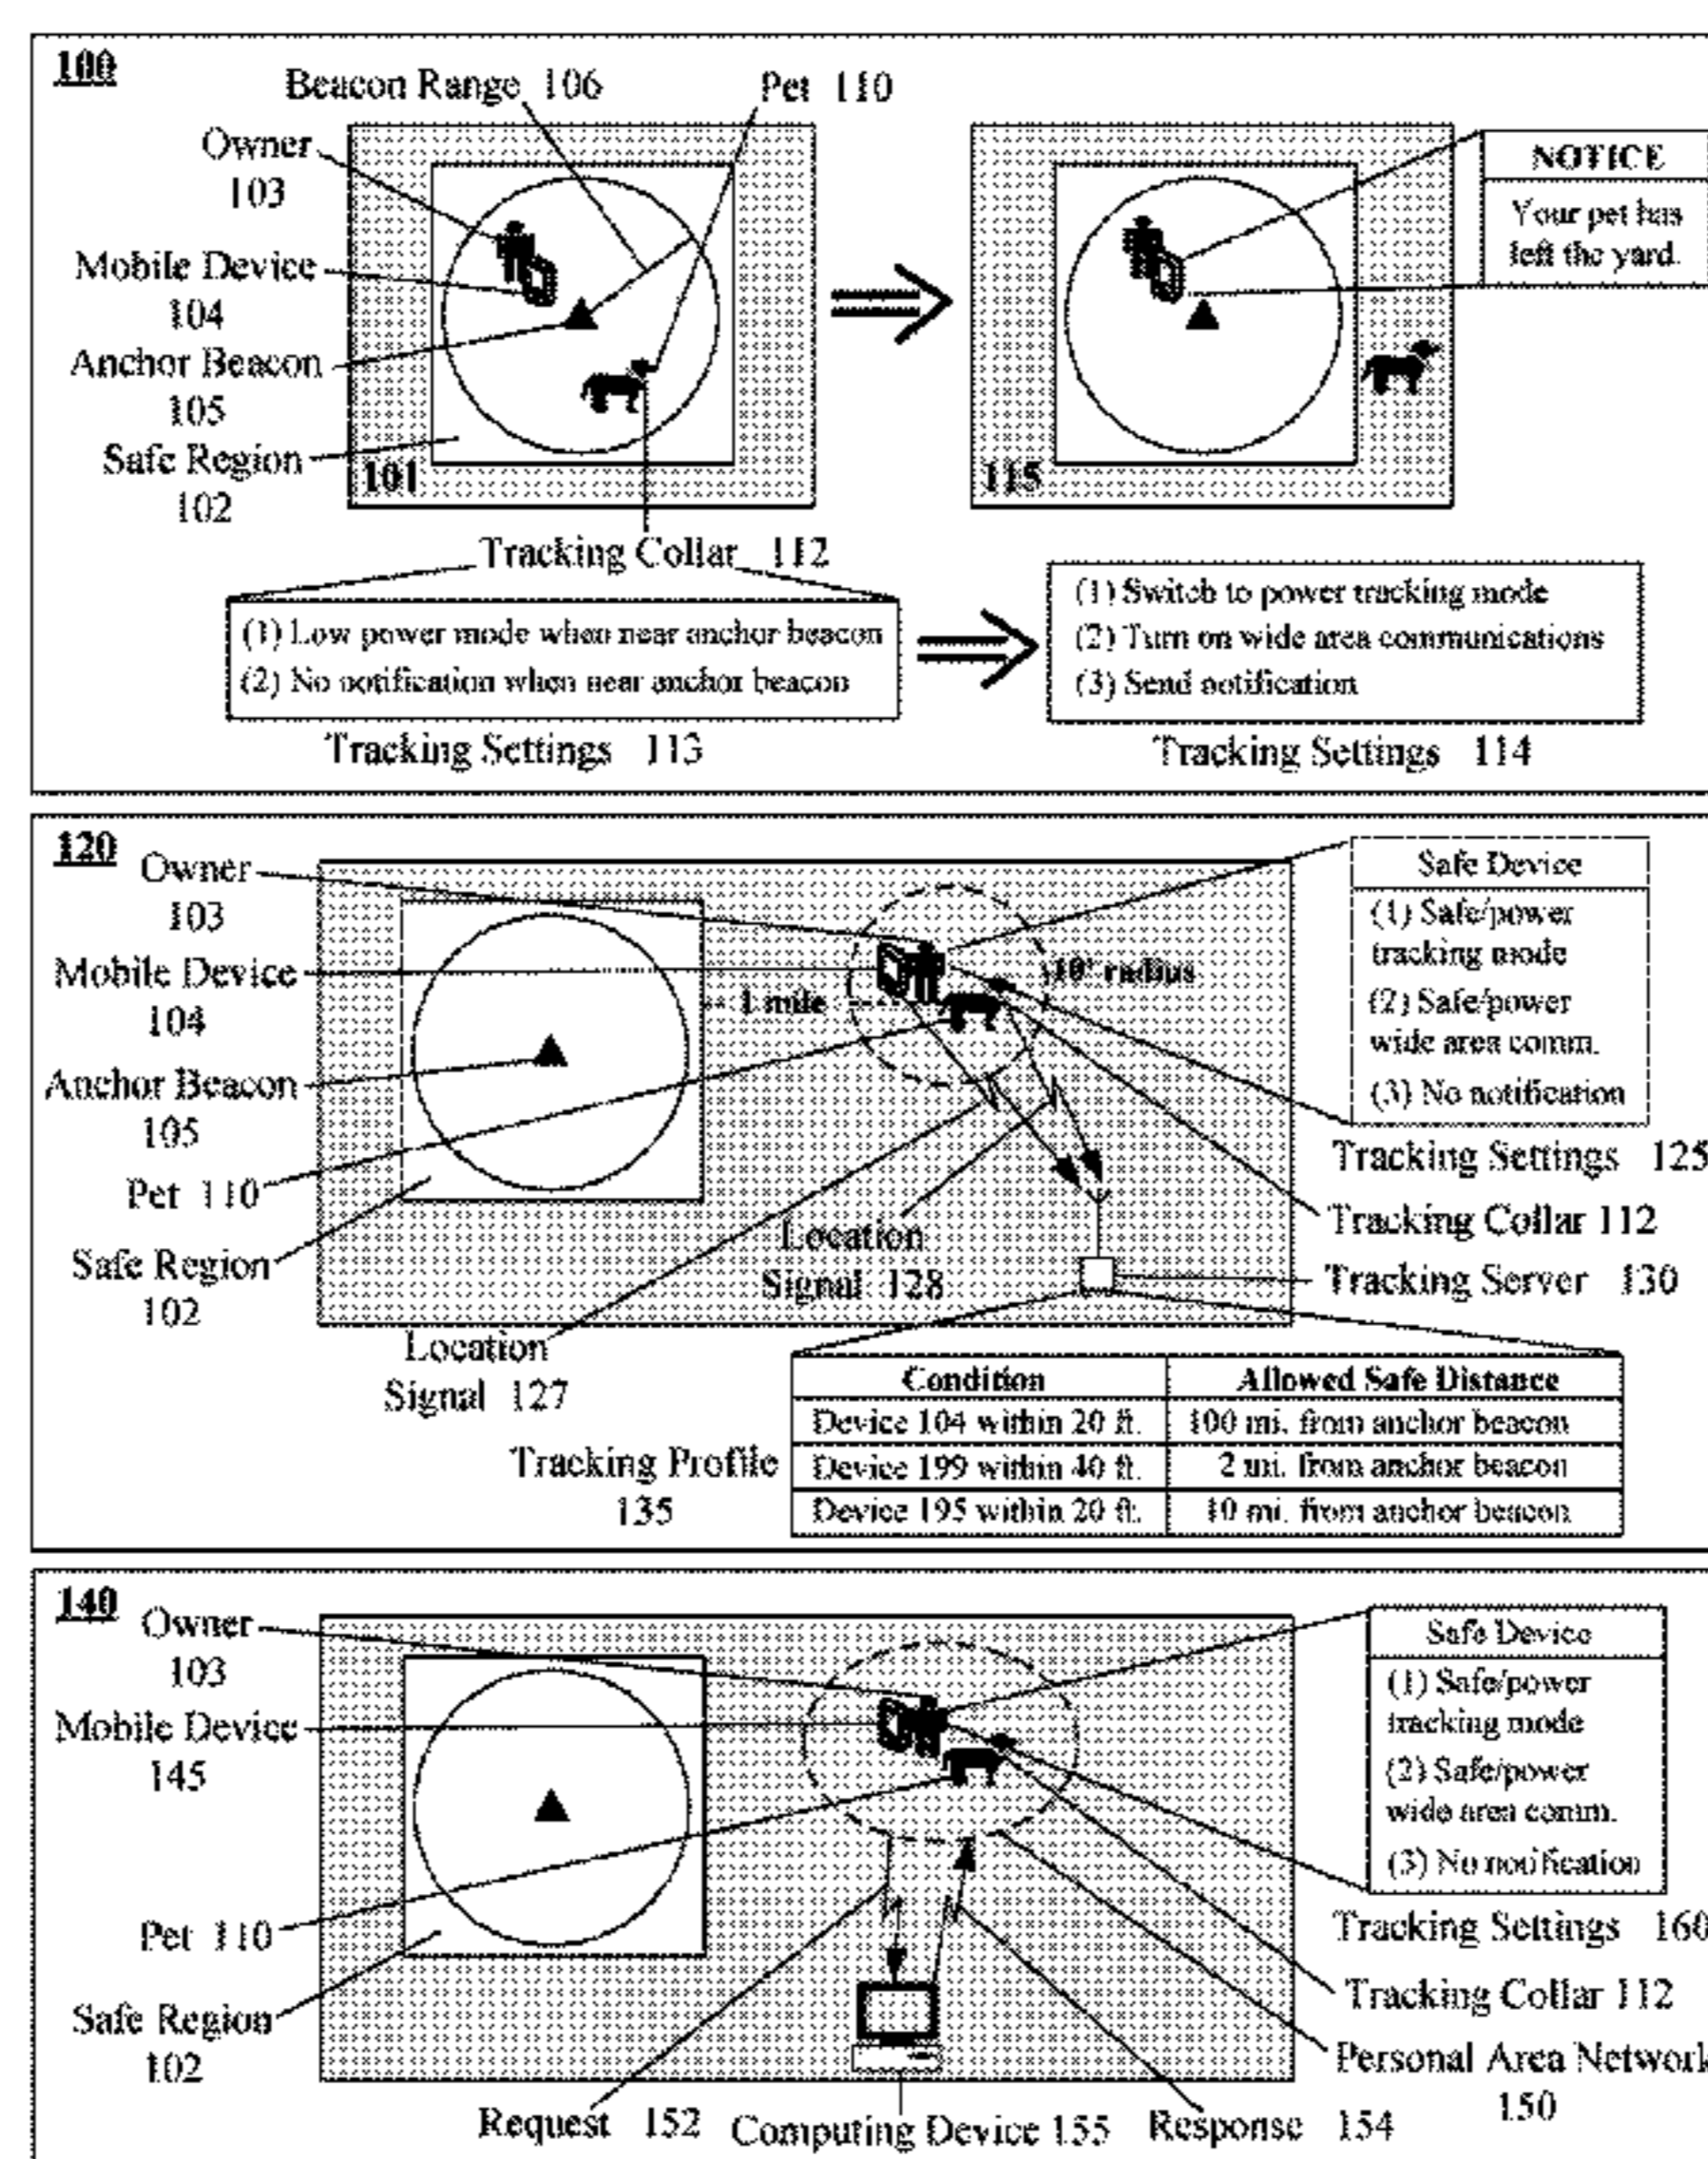 100
Beacon Range 106
Pet 110
Owner
103
Mobile Device
104
Anchor Beacon
105
Safe Region
102
101
115
NOTICE
Your pet has
left the yard.
Tracking Collar 112
(1) Low power mode when near anchor beacon
(2) No notification when near anchor beacon
Tracking Settings 113
(1) Switch to power tracking mode
(2) Turn on wide area communications
(3) Send notification
Tracking Settings 114
120
Owner
103
Mobile Device
104
Anchor Beacon
105
Pet 110
Safe Region
102
1 mile
10' radius
Safe Device
(1) Safe/power
tracking mode
(2) Safe/power
wide area comm.
(3) No notification
Tracking Settings 125
Tracking Collar 112
Tracking Server 130
Location
Signal 128
Location
Signal 127
Tracking Profile
135
Condition Allowed Safe Distance
Device 104 within 20 ft. 100 mi. from anchor beacon
Device 199 within 40 ft. 2 mi. from anchor beacon
Device 195 within 20 ft. 10 mi. from anchor beacon
140
Owner
103
Mobile Device
145
Pet 110
Safe Region
102
Safe Device
(1) Safe/power
tracking mode
(2) Safe/power
wide area comm.
(3) No notification
Tracking Settings 160
Tracking Collar 112
Personal Area Network
150
Request 152
Computing Device 155
Response 154